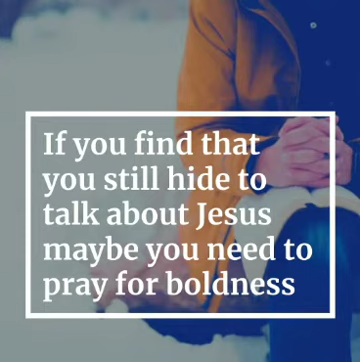 If you find that
you still hide to
talk about Jesus
maybe you need to
pray for boldness